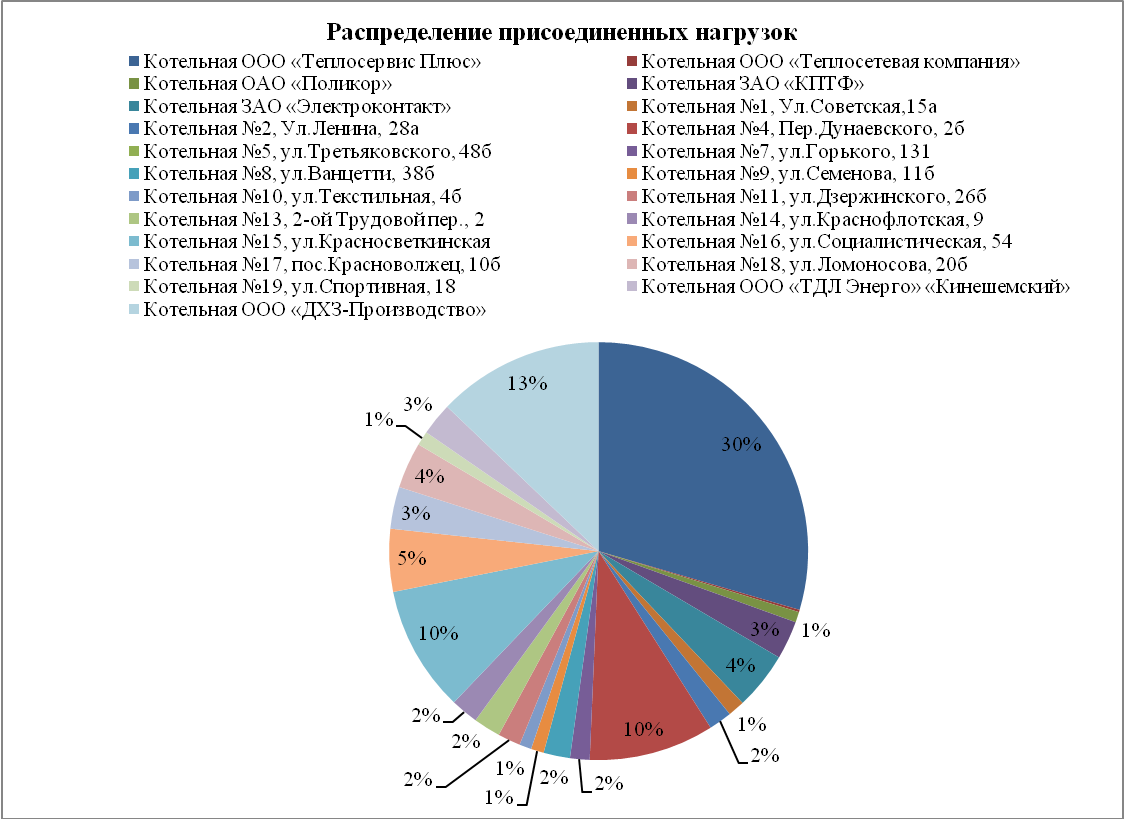 Распределение присоединенных нагрузок
Котельная ООО «Теплосервис Плюс»
Котельная ООО «Теплосетевая компания»
Котельная ОАО «Поликор»
Котельная ЗАО «КПТФ»
Котельная ЗАО «Электроконтакт»
Котельная №1, Ул.Советская,15а
Котельная №2, Ул.Ленина, 28а
Котельная №4, Пер.Дунаевского, 2б
Котельная №5, ул.Третьяковского, 48б
Котельная №7, ул.Горького, 131
Котельная №8, ул.Ванцетти, 38б
Котельная №9, ул.Семенова, 11б
Котельная №10, ул.Текстильная, 4б
Котельная №11, ул.Дзержинского, 26б
Котельная №13, 2-ой Трудовой пер., 2
Котельная №14, ул.Краснофлотская, 9
Котельная №15, ул.Красносветкинская
Котельная №16, ул.Социалистическая, 54
Котельная №17, пос.Красноволжец, 10б
Котельная №18, ул.Ломоносова, 20б
Котельная №19, ул.Спортивная, 18
Котельная ООО «ТДЛ Энерго» «Кинешемский»
Котельная ООО «ДХЗ-Производство»
30%
1%
3%
4%
1%
2%
10%
2%
2%
1%
1%
2%
2%
2%
10%
5%
3%
4%
1%
3%
13%